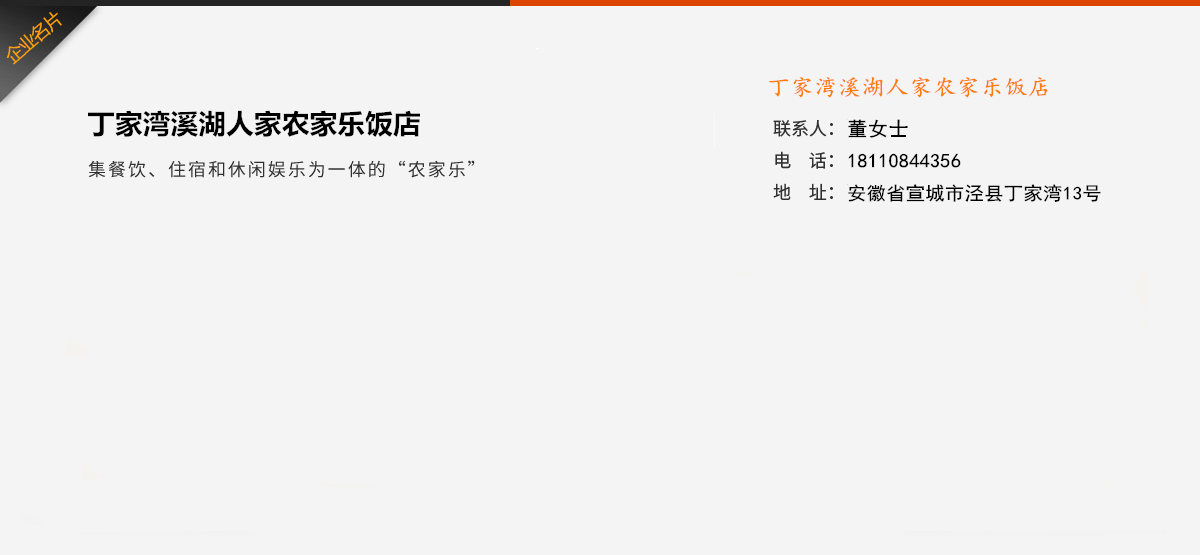 企业名片
丁家湾溪湖人家农家乐饭店
集餐饮、住宿和休闲娱乐为一体的“农家乐”
丁家湾溪湖人家农家乐饭店
联系人：董女士
电 话：18110844356
地 址：安徽省宣城市泾县丁家湾13号